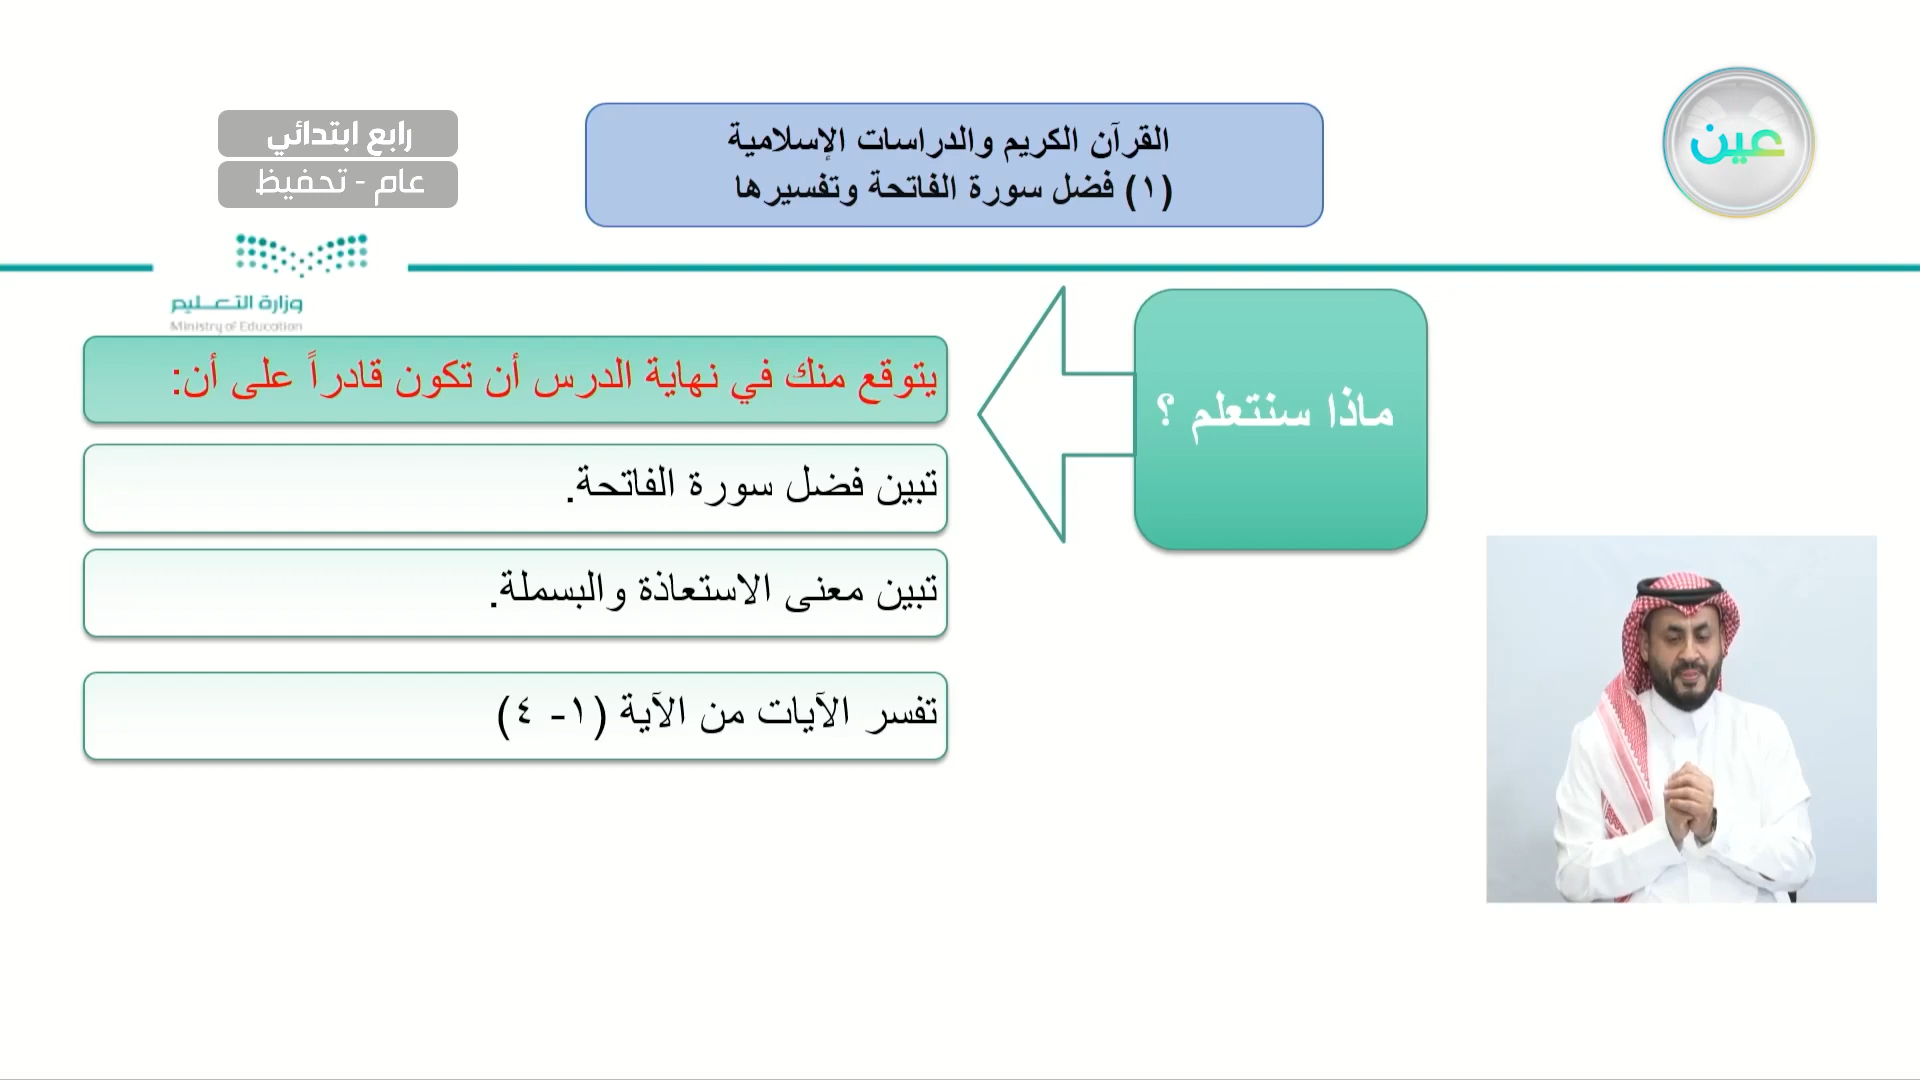 عين
القرآن الكريم والدراسات الإسلامية
(١) فضل سورة الفاتحة وتفسيرها
رابع ابتدائي
عام - تحفيظ
وزارة التعـــليم
Ministry of Education
ماذا سنتعلم ؟
يتوقع منك في نهاية الدرس أن تكون قادراً على أن:
تبين فضل سورة الفاتحة.
تبين معنى الاستعاذة والبسملة.
تفسر الآيات من الآية (١- ٤)